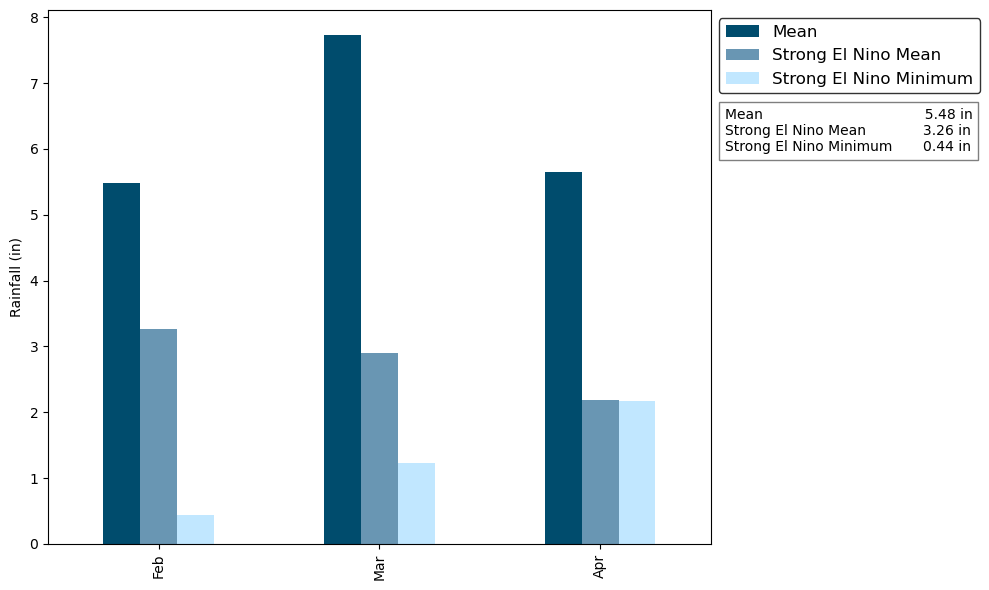 8
7
6
5
4
3
2
1
0
Rainfall (in)
Feb
Mar
Apr
Mean
Strong El Nino Mean
Strong El Nino Minimum
Mean 5.48 in
Strong El Nino Mean 3.26 in
Strong El Nino Minimum 0.44 in